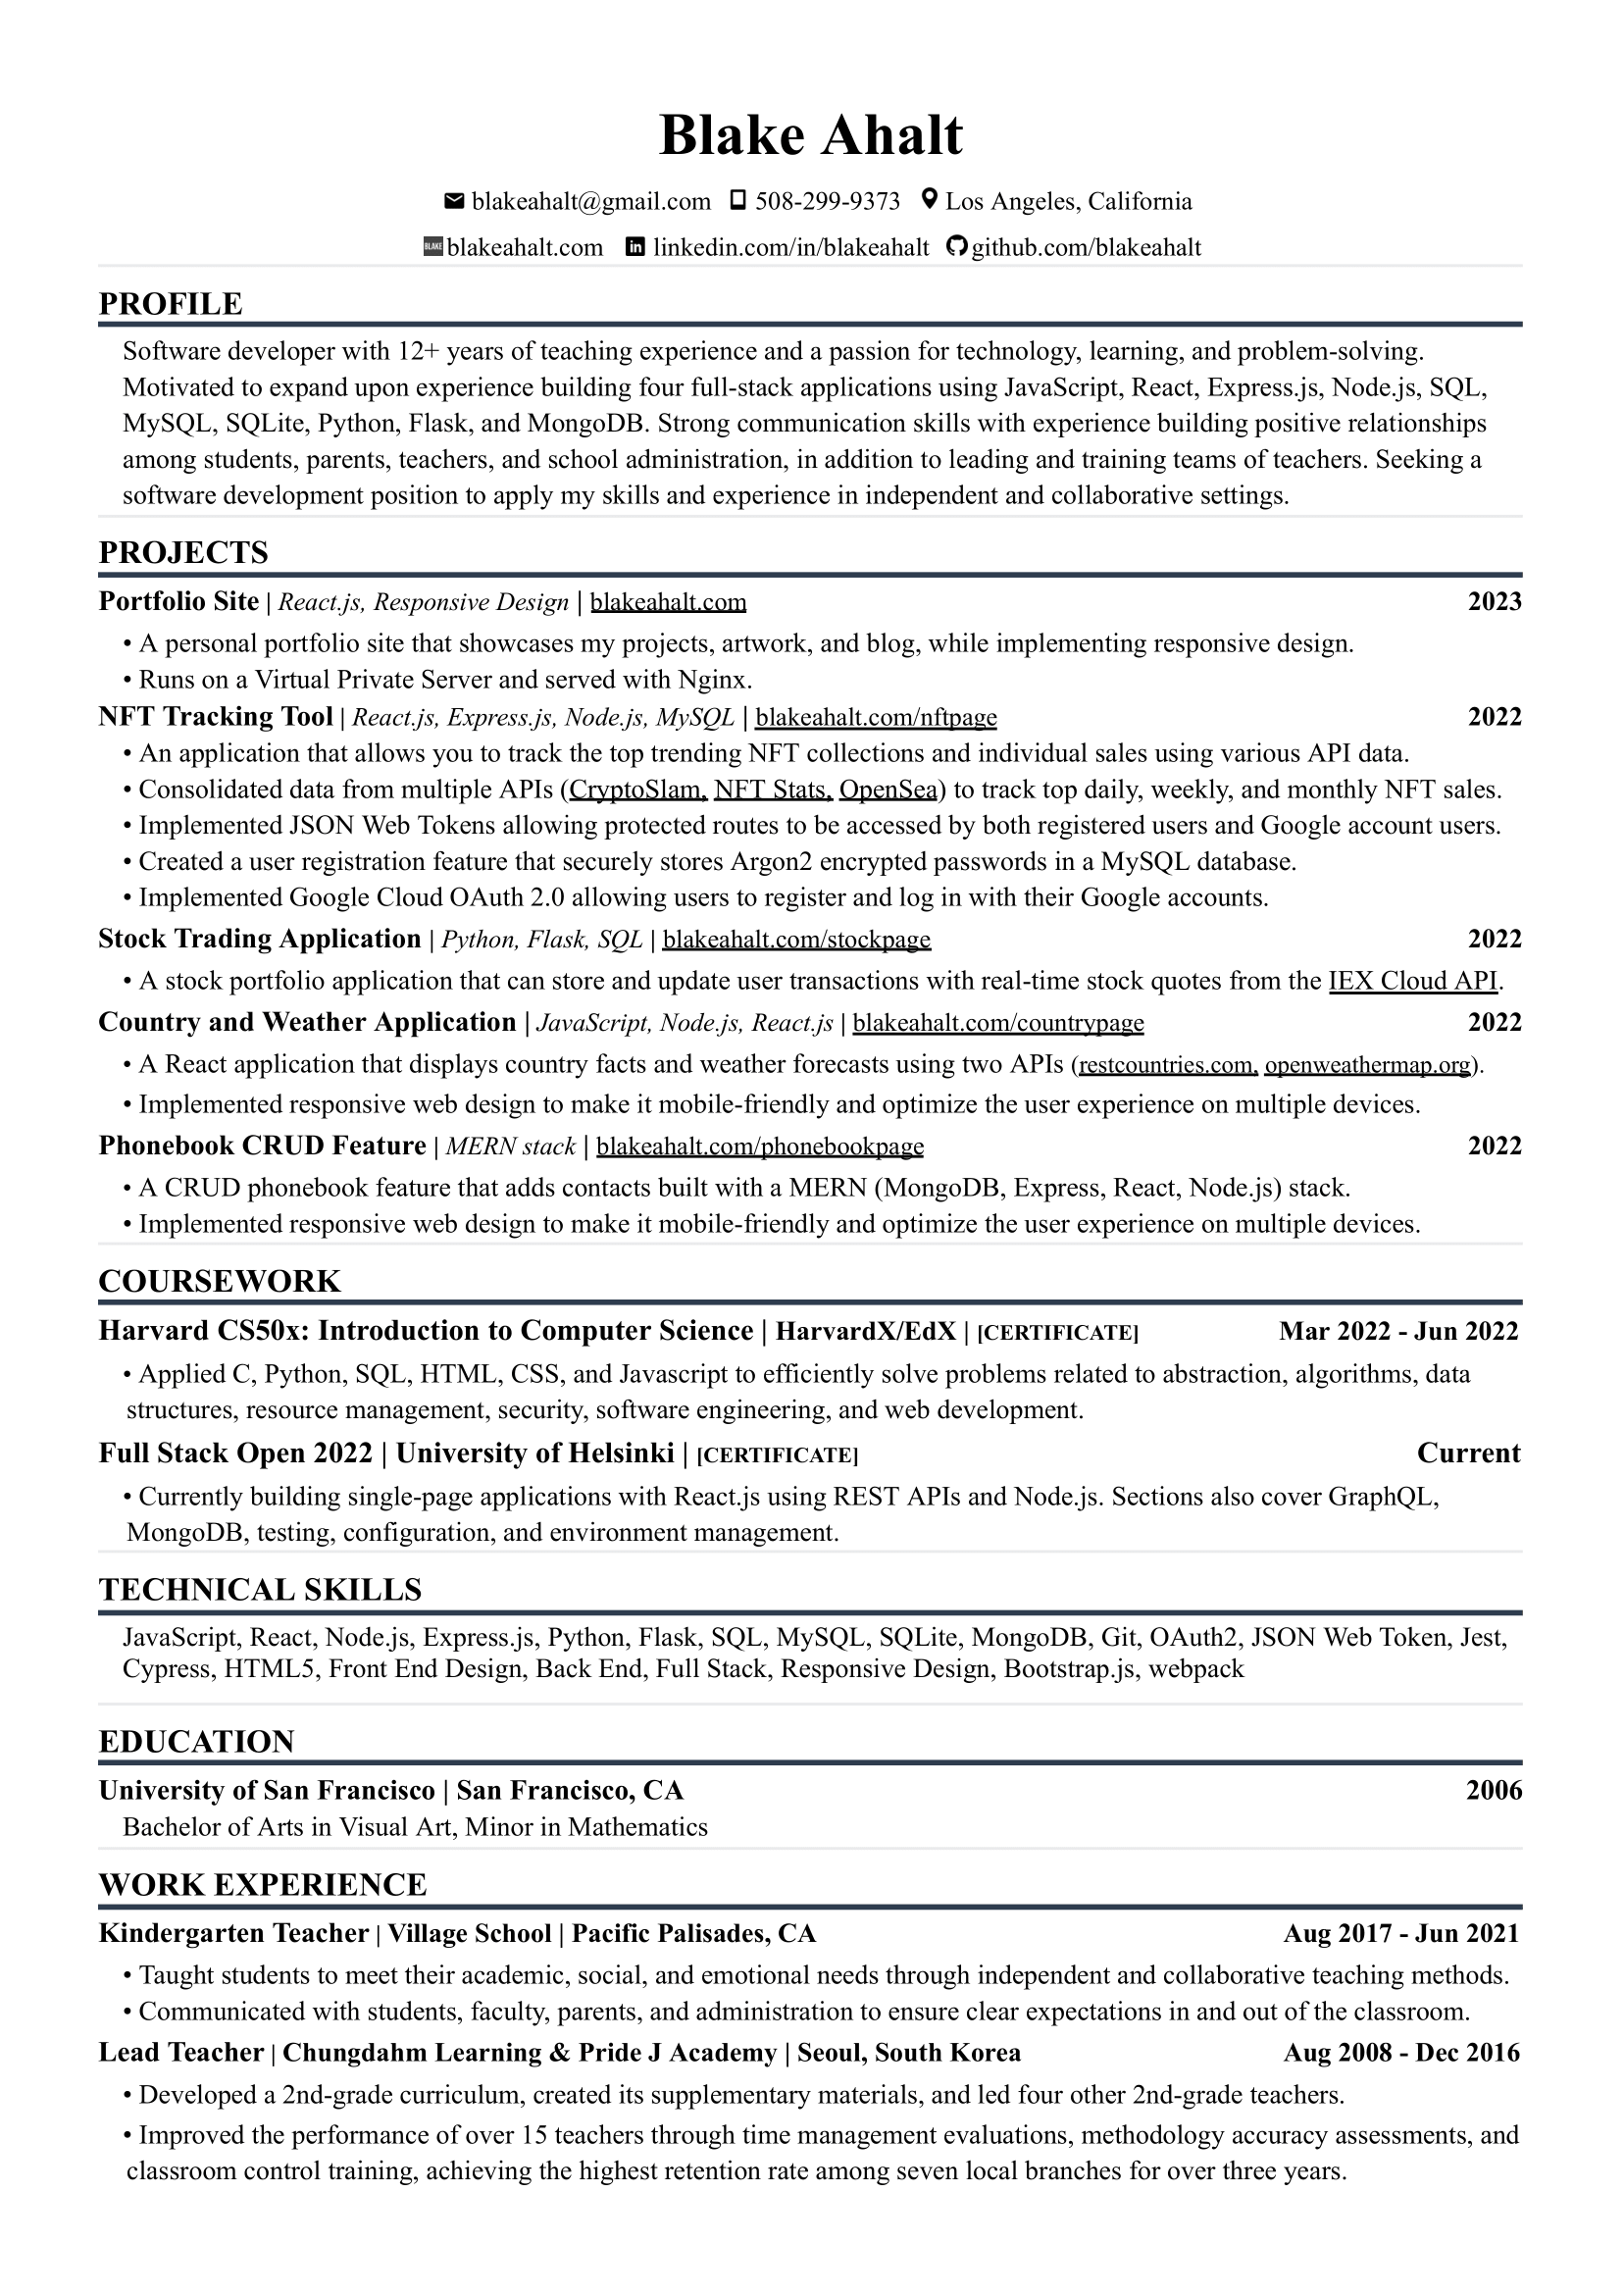 Blake Ahalt
blakeahalt@gmail.com 508-299-9373 Los Angeles, California
BLAKE blakeahalt.com in linkedin.com/in/blakeahalt github.com/blakeahalt
PROFILE
Software developer with 12+ years of teaching experience and a passion for technology, learning, and problem-solving.
Motivated to expand upon experience building four full-stack applications using JavaScript, React, Express.js, Node.js, SQL,
MySQL, SQLite, Python, Flask, and MongoDB. Strong communication skills with experience building positive relationships
among students, parents, teachers, and school administration, in addition to leading and training teams of teachers. Seeking a
software development position to apply my skills and experience in independent and collaborative settings.
PROJECTS
Portfolio Site | React.js, Responsive Design | blakeahalt.com 2023
• A personal portfolio site that showcases my projects, artwork, and blog, while implementing responsive design.
• Runs on a Virtual Private Server and served with Nginx.
NFT Tracking Tool | React.js, Express.js, Node.js, MySQL | blakeahalt.com/nftpage 2022
• An application that allows you to track the top trending NFT collections and individual sales using various API data.
• Consolidated data from multiple APIs (CryptoSlam, NFT Stats, OpenSea) to track top daily, weekly, and monthly NFT sales.
• Implemented JSON Web Tokens allowing protected routes to be accessed by both registered users and Google account users.
• Created a user registration feature that securely stores Argon2 encrypted passwords in a MySQL database.
• Implemented Google Cloud OAuth 2.0 allowing users to register and log in with their Google accounts.
Stock Trading Application | Python, Flask, SQL | blakeahalt.com/stockpage 2022
• A stock portfolio application that can store and update user transactions with real-time stock quotes from the IEX Cloud API.
Country and Weather Application | JavaScript, Node.js, React.js | blakeahalt.com/countrypage 2022
• A React application that displays country facts and weather forecasts using two APIs (restcountries.com, openweathermap.org).
• Implemented responsive web design to make it mobile-friendly and optimize the user experience on multiple devices.
Phonebook CRUD Feature | MERN stack | blakeahalt.com/phonebookpage 2022
• A CRUD phonebook feature that adds contacts built with a MERN (MongoDB, Express, React, Node.js) stack.
• Implemented responsive web design to make it mobile-friendly and optimize the user experience on multiple devices.
COURSEWORK
Harvard CS50x: Introduction to Computer Science | HarvardX/EdX | [CERTIFICATE] Mar 2022 - Jun 2022
• Applied C, Python, SQL, HTML, CSS, and Javascript to efficiently solve problems related to abstraction, algorithms, data
structures, resource management, security, software engineering, and web development.
Full Stack Open 2022 | University of Helsinki | [CERTIFICATE] Current
• Currently building single-page applications with React.js using REST APIs and Node.js. Sections also cover GraphQL,
MongoDB, testing, configuration, and environment management.
TECHNICAL SKILLS
JavaScript, React, Node.js, Express.js, Python, Flask, SQL, MySQL, SQLite, MongoDB, Git, OAuth2, JSON Web Token, Jest,
Cypress, HTML5, Front End Design, Back End, Full Stack, Responsive Design, Bootstrap.js, webpack
EDUCATION
University of San Francisco | San Francisco, CA 2006
Bachelor of Arts in Visual Art, Minor in Mathematics
WORK EXPERIENCE
Kindergarten Teacher | Village School | Pacific Palisades, CA Aug 2017 - Jun 2021
• Taught students to meet their academic, social, and emotional needs through independent and collaborative teaching methods.
• Communicated with students, faculty, parents, and administration to ensure clear expectations in and out of the classroom.
Lead Teacher | Chungdahm Learning & Pride J Academy | Seoul, South Korea Aug 2008 - Dec 2016
• Developed a 2nd-grade curriculum, created its supplementary materials, and led four other 2nd-grade teachers.
• Improved the performance of over 15 teachers through time management evaluations, methodology accuracy assessments, and
classroom control training, achieving the highest retention rate among seven local branches for over three years.